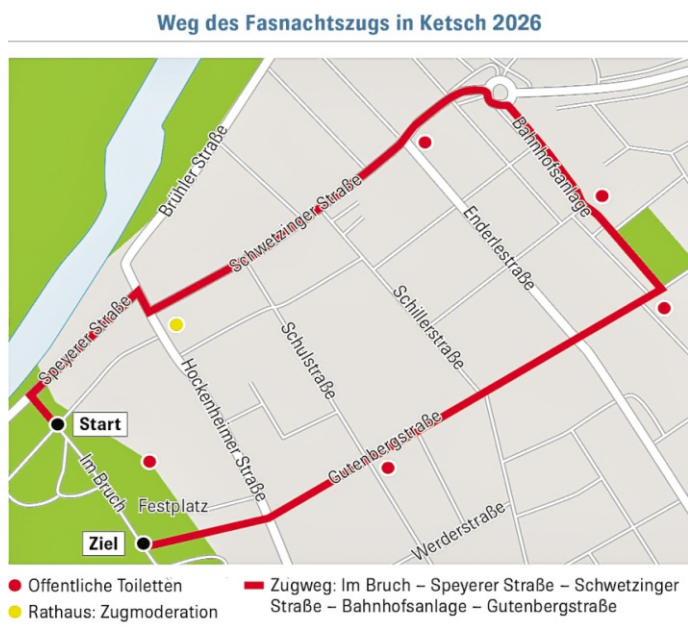 Weg des Fasnachtszugs in Ketsch 2026
Brühler Straße
Bahnhofsanlage
Schwetzinger Straße
Enderlestraße
Speyerer Straße
Schillerstraße
Schulstraße
Hockenheimer Straße
Start
Gutenbergstraße
Im Bruch
Festplatz
Werderstraße
Ziel
Offentliche Toiletten
Rathaus: Zugmoderation
Zugweg: Im Bruch – Speyerer Straße – Schwetzinger
Straße – Bahnhofsanlage – Gutenbergstraße